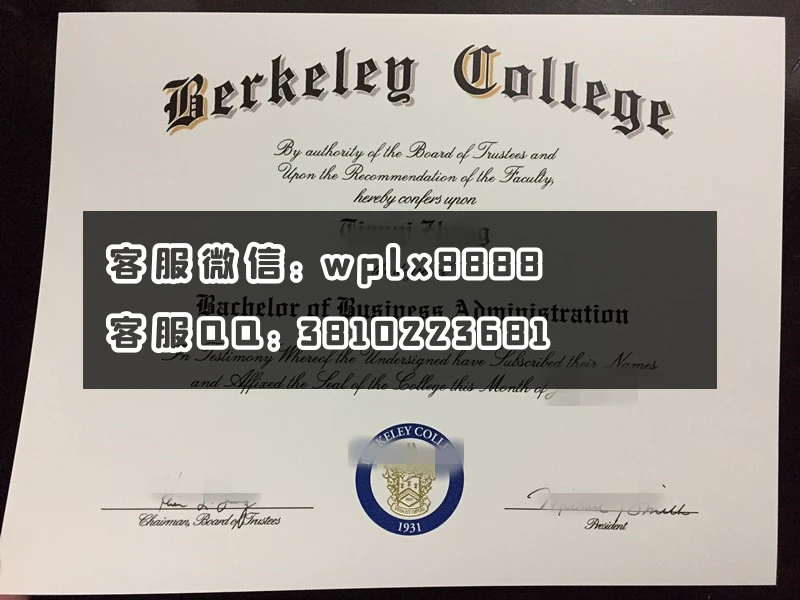 Berkeley College
By authority of the Board of Trustees and
Upon the Recommendation of the Faculty,
hereby confers upon
客服微信: wplx8888
Bachelor of Business Administration
客服QQ: 3810223681
In Testimony Whereof the Undersigned have Subscribed their Names
and Affixed the Seal of the College this Month of
BERKELEY COLL
1931
Chairman, Board of Trustees
President